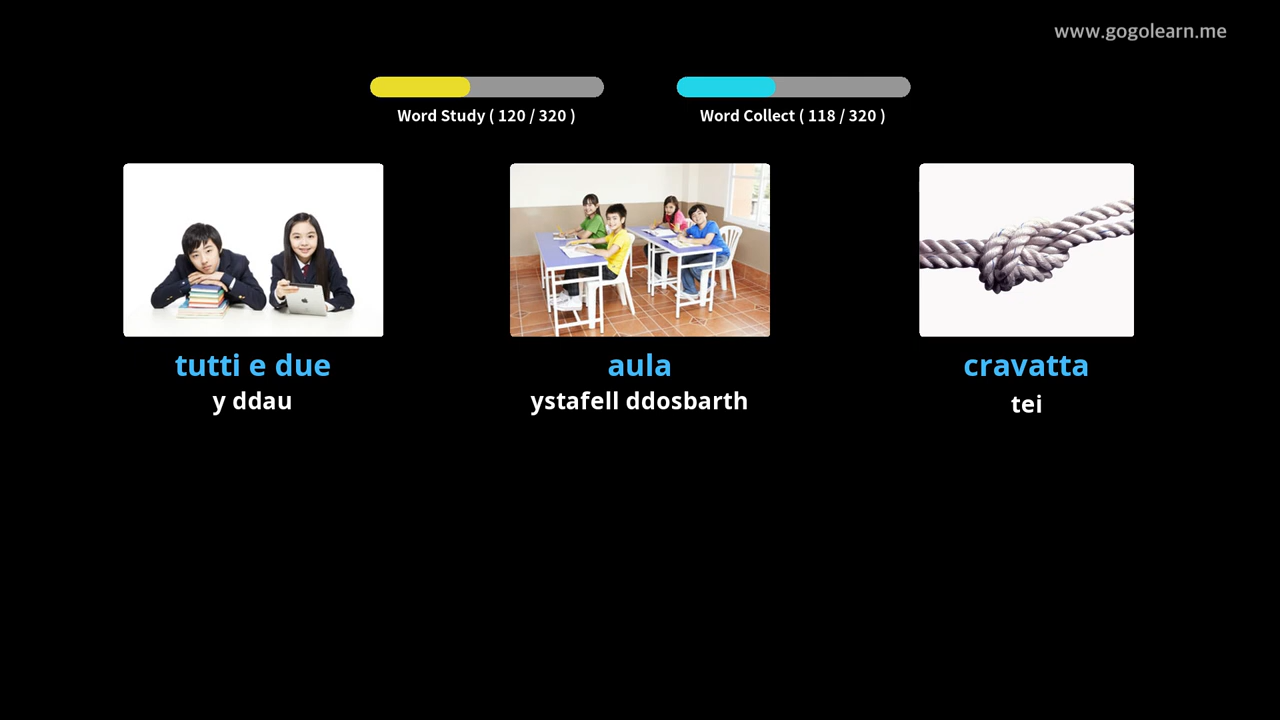 www.gogolearn.me
Word Study ( 120 / 320 )
Word Collect ( 118 / 320 )
tutti e due
y ddau
aula
ystafell ddosbarth
cravatta
tei